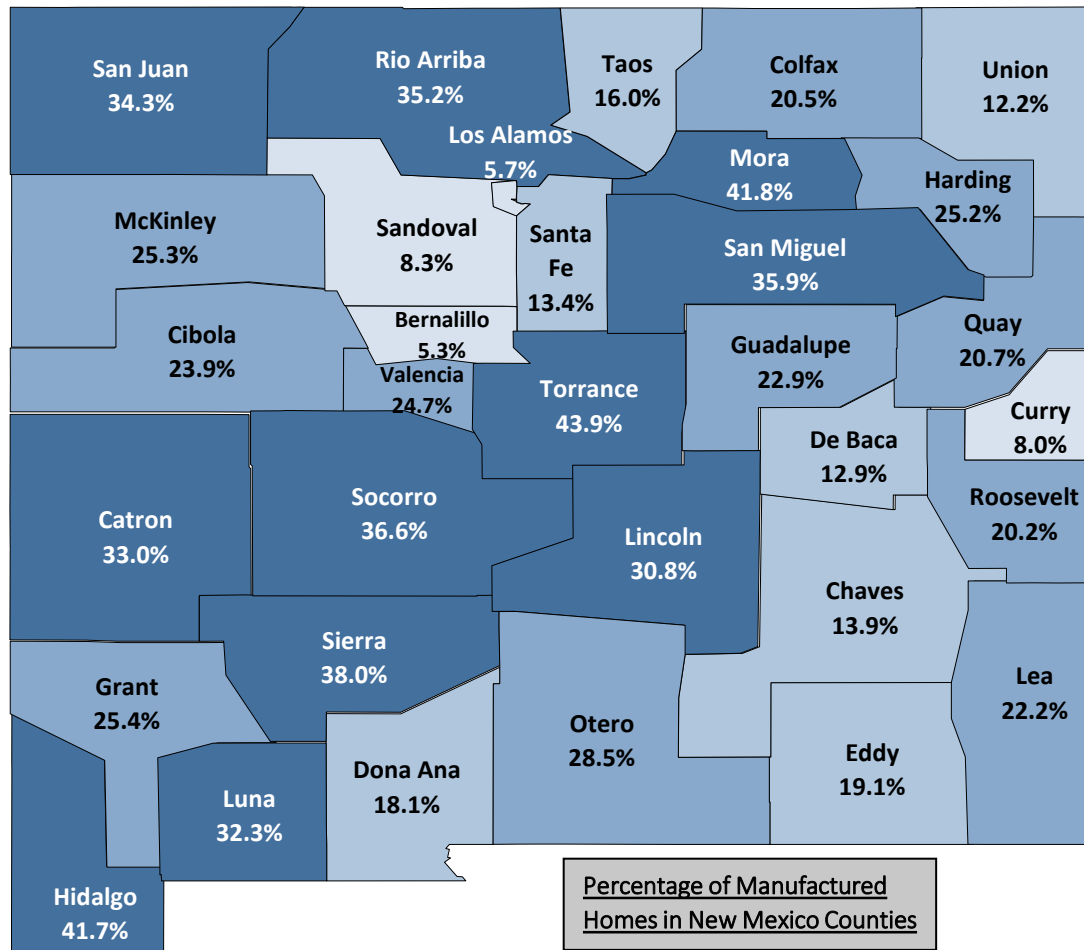 San Juan
34.3%
Rio Arriba
35.2%
Taos
16.0%
Colfax
20.5%
Union
12.2%
Los Alamos
5.7%
Mora
41.8%
Harding
25.2%
McKinley
25.3%
Sandoval
8.3%
Santa
Fe
13.4%
San Miguel
35.9%
Cibola
23.9%
Bernalillo
5.3%
Valencia
24.7%
Torrance
43.9%
Guadalupe
22.9%
Quay
20.7%
Curry
8.0%
De Baca
12.9%
Roosevelt
20.2%
Catron
33.0%
Socorro
36.6%
Lincoln
30.8%
Chaves
13.9%
Sierra
38.0%
Grant
25.4%
Lea
22.2%
Otero
28.5%
Eddy
19.1%
Dona Ana
18.1%
Luna
32.3%
Hidalgo
41.7%
Percentage of Manufactured
Homes in New Mexico Counties